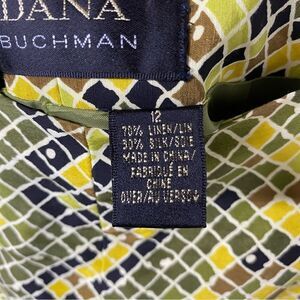 DANA
BUCHMAN
12
70% LINEN/LIN
30% SILK/SOIE
MADE IN CHINA/
FABRIQUÉ EN
CHINE
OVER/AU VERSO